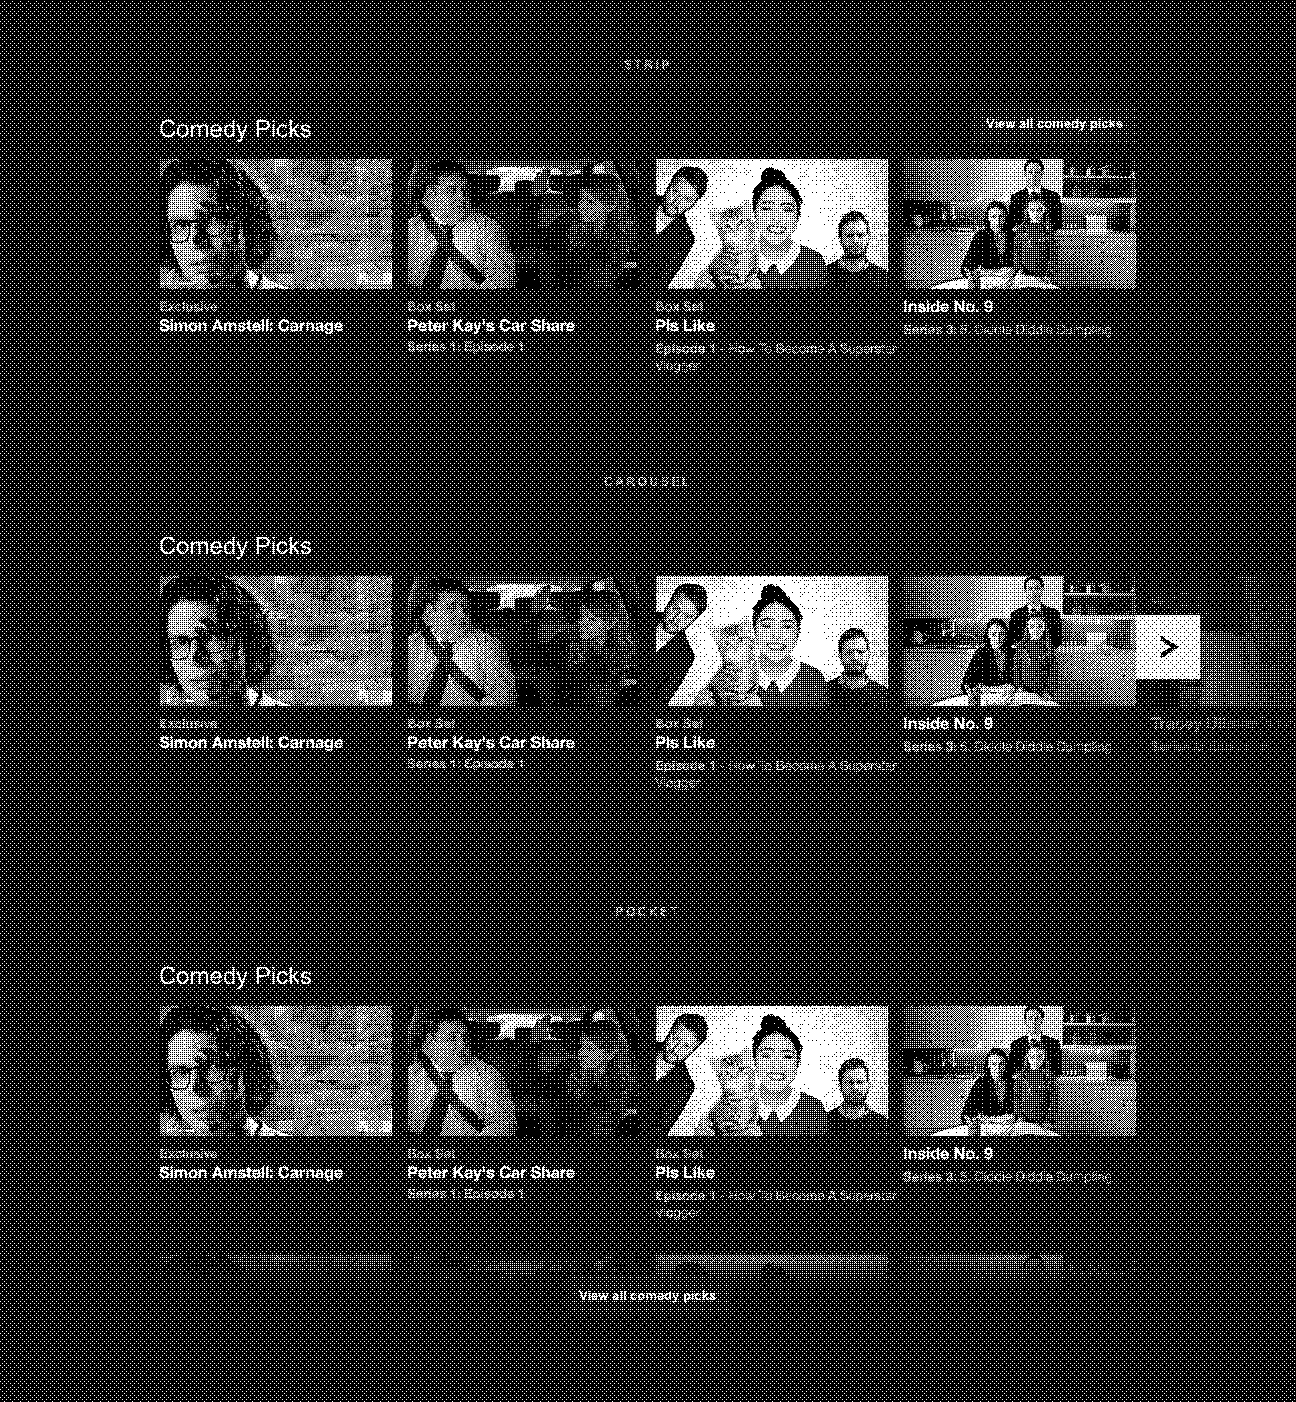 STRIP
Comedy Picks
View all comedy picks
Exclusive
Simon Amstell: Carnage
Box Set
Peter Kay's Car Share
Series 1: Episode 1
Box Set
Pls Like
Episode 1 - How To Become A Superstar
Vlogger
Inside No. 9
Series 3: 5. Diddle Diddle Dumpling
CAROUSEL
Comedy Picks
Exclusive
Simon Amstell: Carnage
Box Set
Peter Kay's Car Share
Series 1: Episode 1
Box Set
Pls Like
Episode 1 - How To Become A Superstar
Vlogger
Inside No. 9
Series 3: 5. Diddle Diddle Dumpling
>
POCKET
Comedy Picks
Exclusive
Simon Amstell: Carnage
Box Set
Peter Kay's Car Share
Series 1: Episode 1
Box Set
Pls Like
Episode 1 - How To Become A Superstar
Vlogger
Inside No. 9
Series 3: 5. Diddle Diddle Dumpling
View all comedy picks